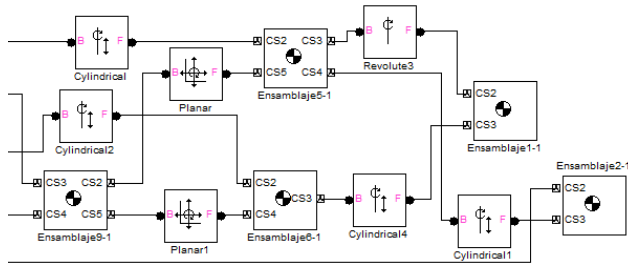 B F
Cylindrical
CS2 CS3
CS5 CS4
Ensamblaje5-1
B F
Revolute3
B F
Planar
CS2
CS3
Ensamblaje1-1
B F
Cylindrical2
Ensamblaje2-1
CS2
CS3
CS3 CS2
CS4 CS5
Ensamblaje9-1
B F
Planar1
CS2
CS3
CS4
Ensamblaje6-1
B F
Cylindrical4
B F
Cylindrical1